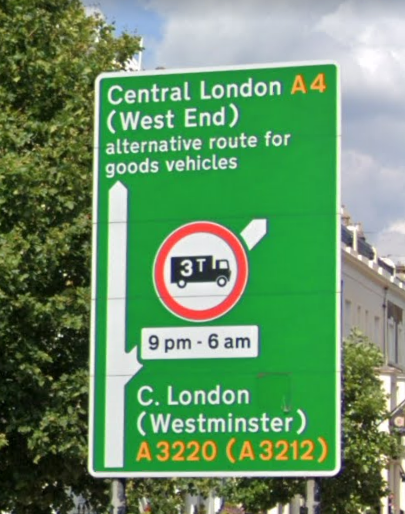 Central London A4
(West End)
alternative route for
goods vehicles
3T
9 pm - 6 am
C. London
(Westminster)
A3220 (A3212)